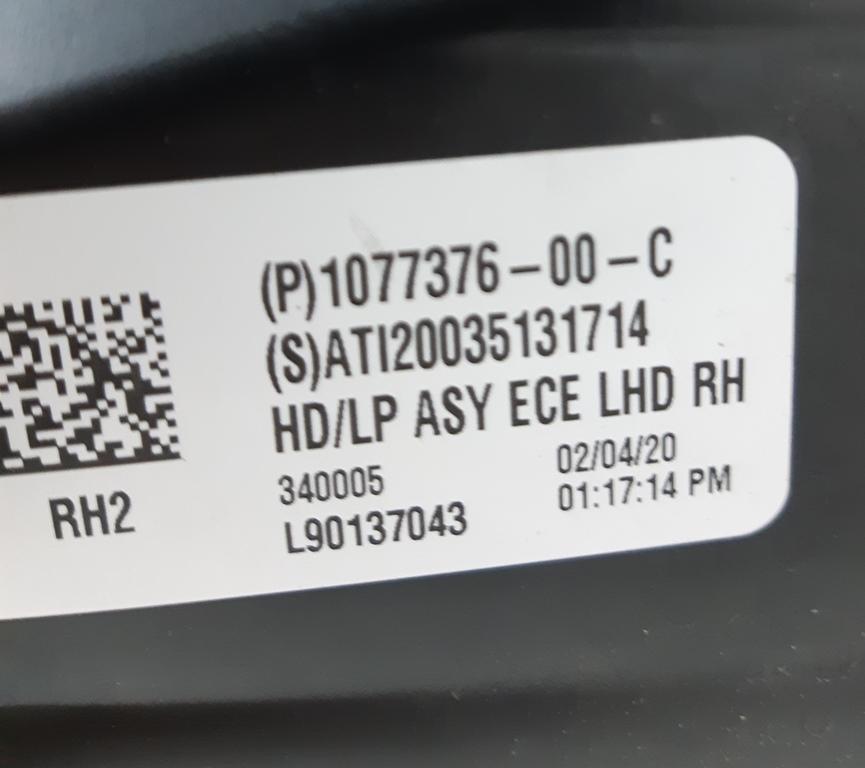 (P)1077376-00-C
(S)ATI20035131714
HD/LP ASY ECE LHD RH
340005 02/04/20
L90137043 01:17:14 PM
RH2